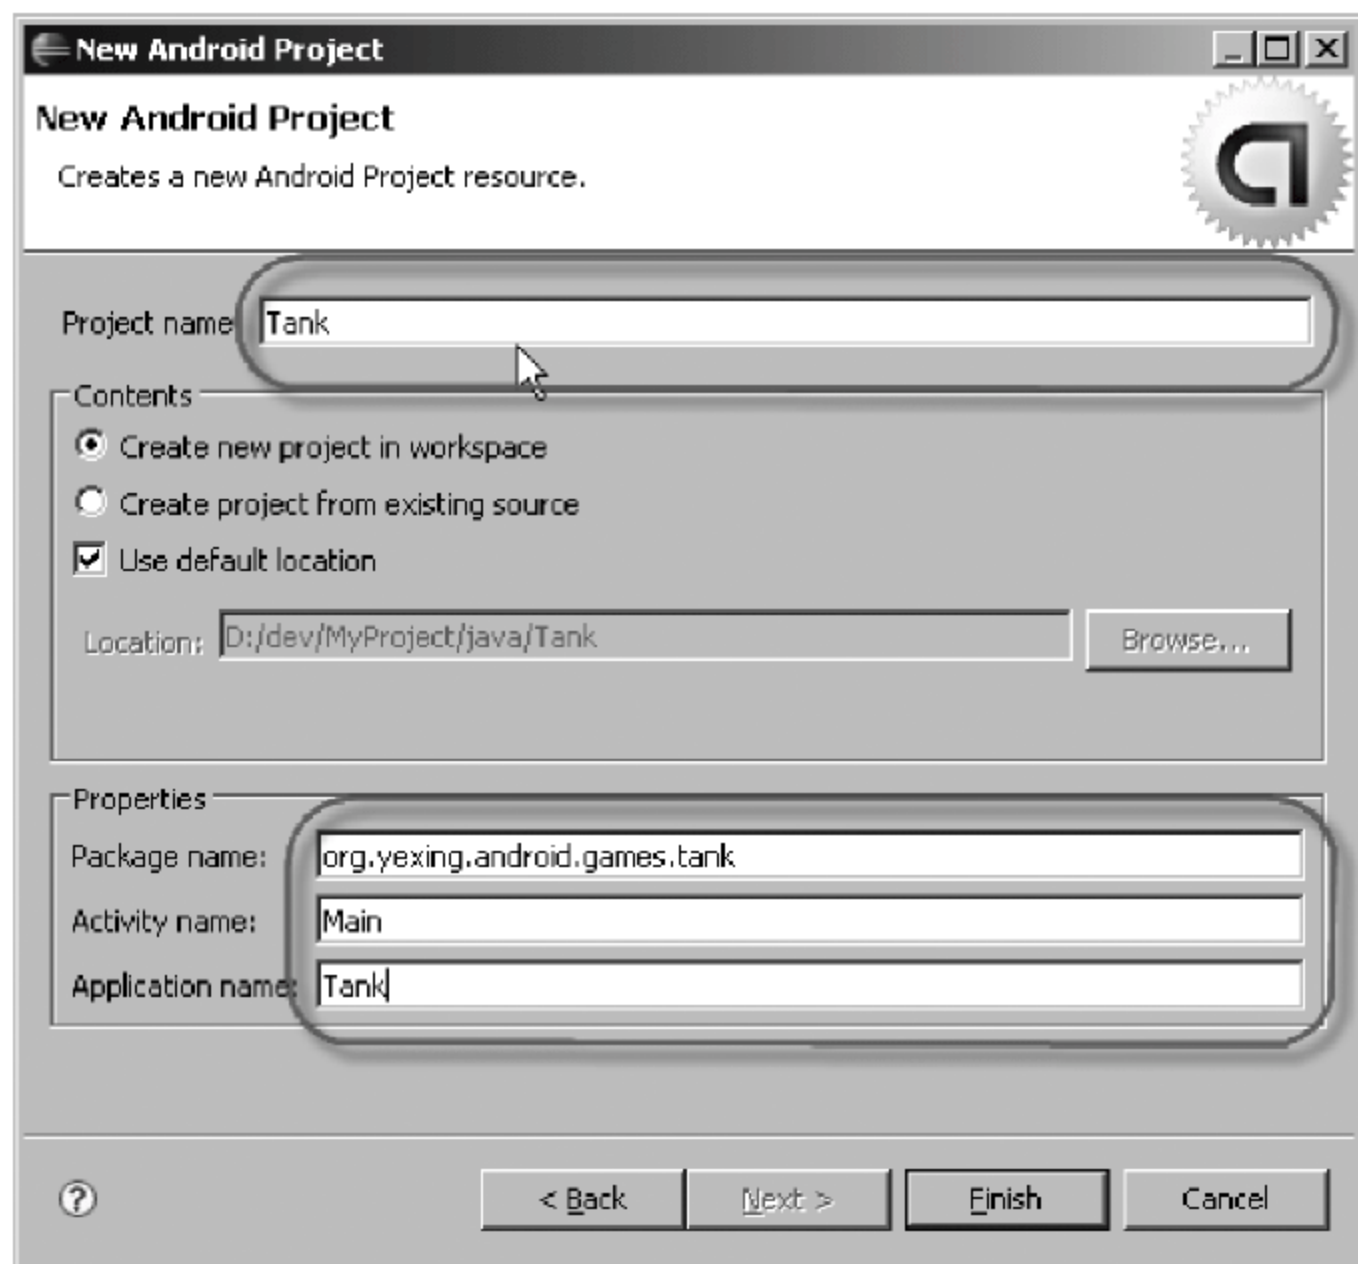 New Android Project
New Android Project
Creates a new Android Project resource.
Project name
Tank
Contents
Create new project in workspace
Create project from existing source
Use default location
Location: D:/dev/MyProject/java/Tank Browse...
Properties
Package name: org.yexing.android.games.tank
Activity name: Main
Application name: Tank
? < Back Next > Finish Cancel